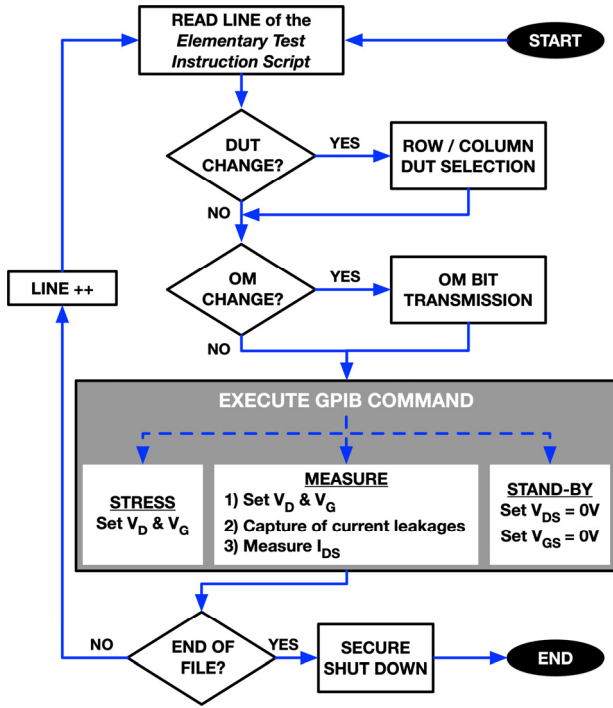 READ LINE of the
Elementary Test
Instruction Script
START
DUT
CHANGE?
YES
ROW / COLUMN
DUT SELECTION
NO
OM
CHANGE?
YES
OM BIT
TRANSMISSION
NO
LINE ++
EXECUTE GPIB COMMAND
STRESS
Set VD & VG
MEASURE
1) Set VD & VG
2) Capture of current leakages
3) Measure IDS
STAND-BY
Set VDS = 0V
Set VGS = 0V
NO
END OF
FILE?
YES
SECURE
SHUT DOWN
END